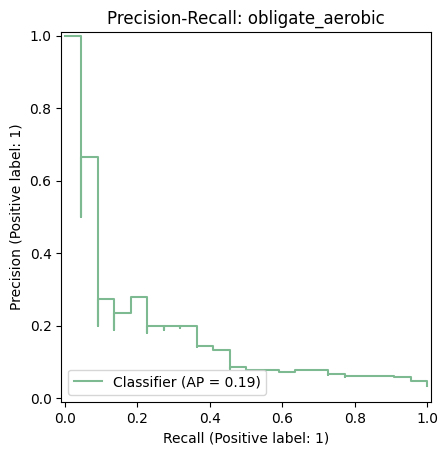 Precision-Recall: obligate_aerobic
Precision (Positive label: 1)
1.0
0.8
0.6
0.4
0.2
0.0
Classifier (AP = 0.19)
0.0 0.2 0.4 0.6 0.8 1.0
Recall (Positive label: 1)